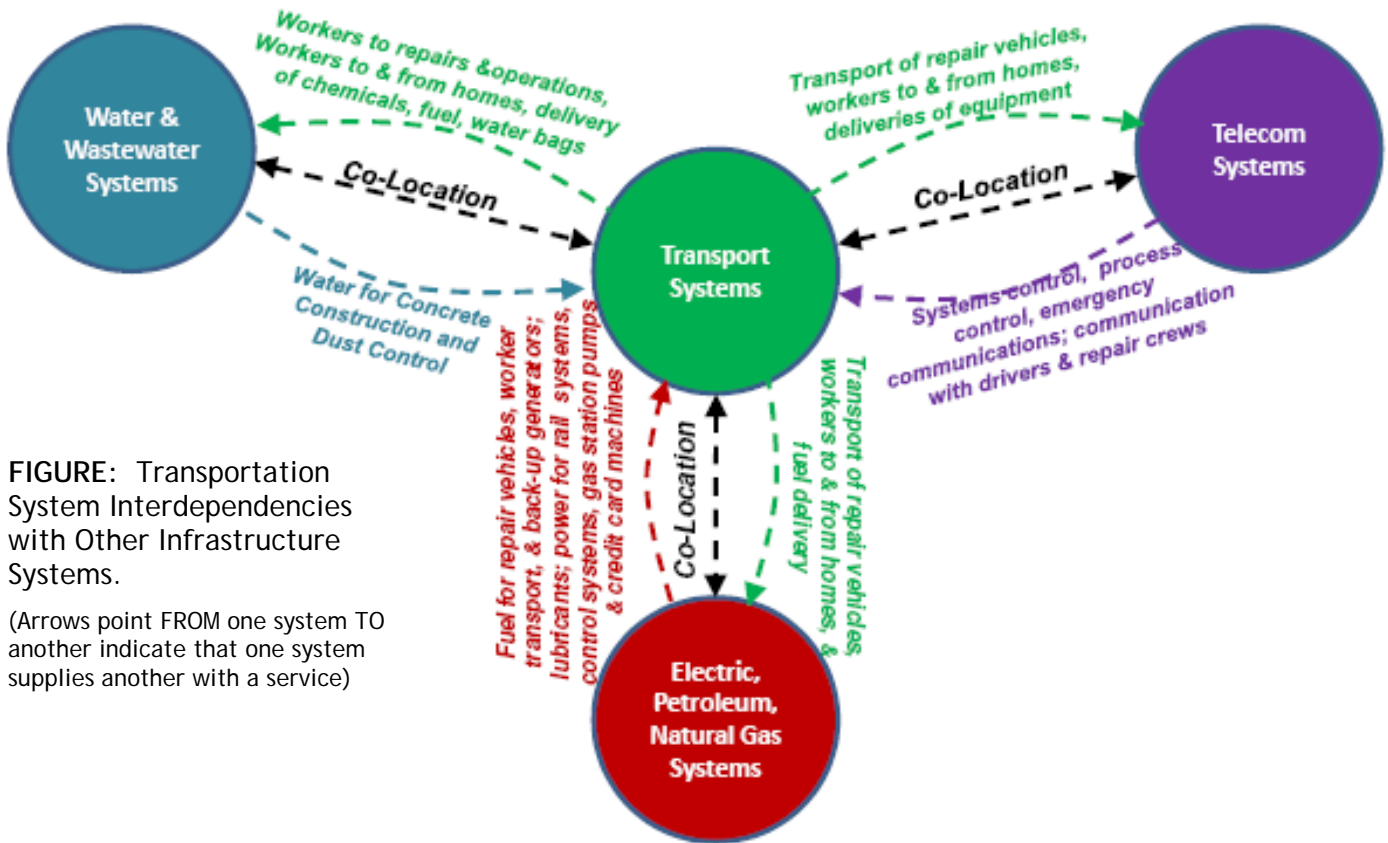 Workers to repairs &operations,
Workers to & from homes, delivery
of chemicals, fuel, water bags
Transport of repair vehicles,
workers to & from homes,
deliveries of equipment
Water &
Wastewater
Systems
Co-Location
Transport
Systems
Co-Location
Telecom
Systems
Water for Concrete
Construction and
Dust Control
Systems control, process
control, emergency
communications; communication
with drivers & repair crews
Fuel for repair vehicles, worker
transport, & back-up generators;
lubricants; power for rail systems,
control systems, gas station pumps
& credit card machines
Co-Location
Transport of repair vehicles,
workers to & from homes, &
fuel delivery
Electric,
Petroleum,
Natural Gas
Systems
FIGURE: Transportation
System Interdependencies
with Other Infrastructure
Systems.
(Arrows point FROM one system TO
another indicate that one system
supplies another with a service)